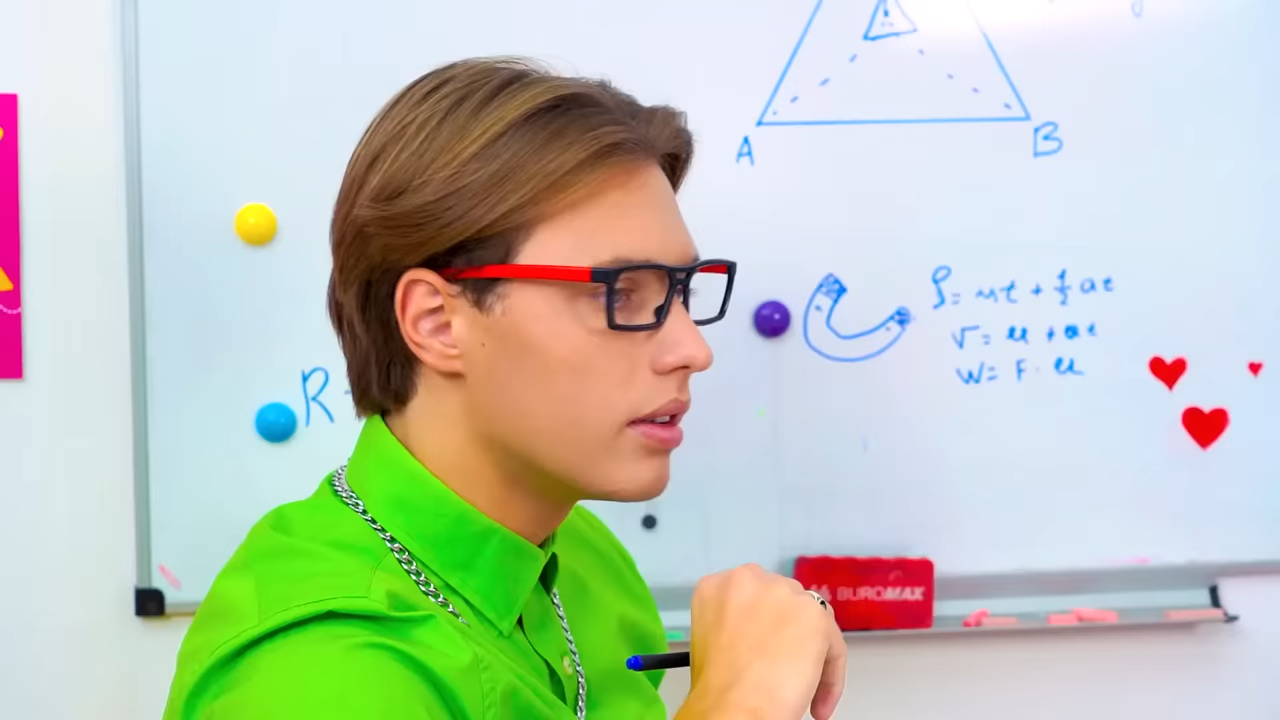 A
B
S = ut + ½ at
v = u + at
W = F · u
R -
BUROMAX